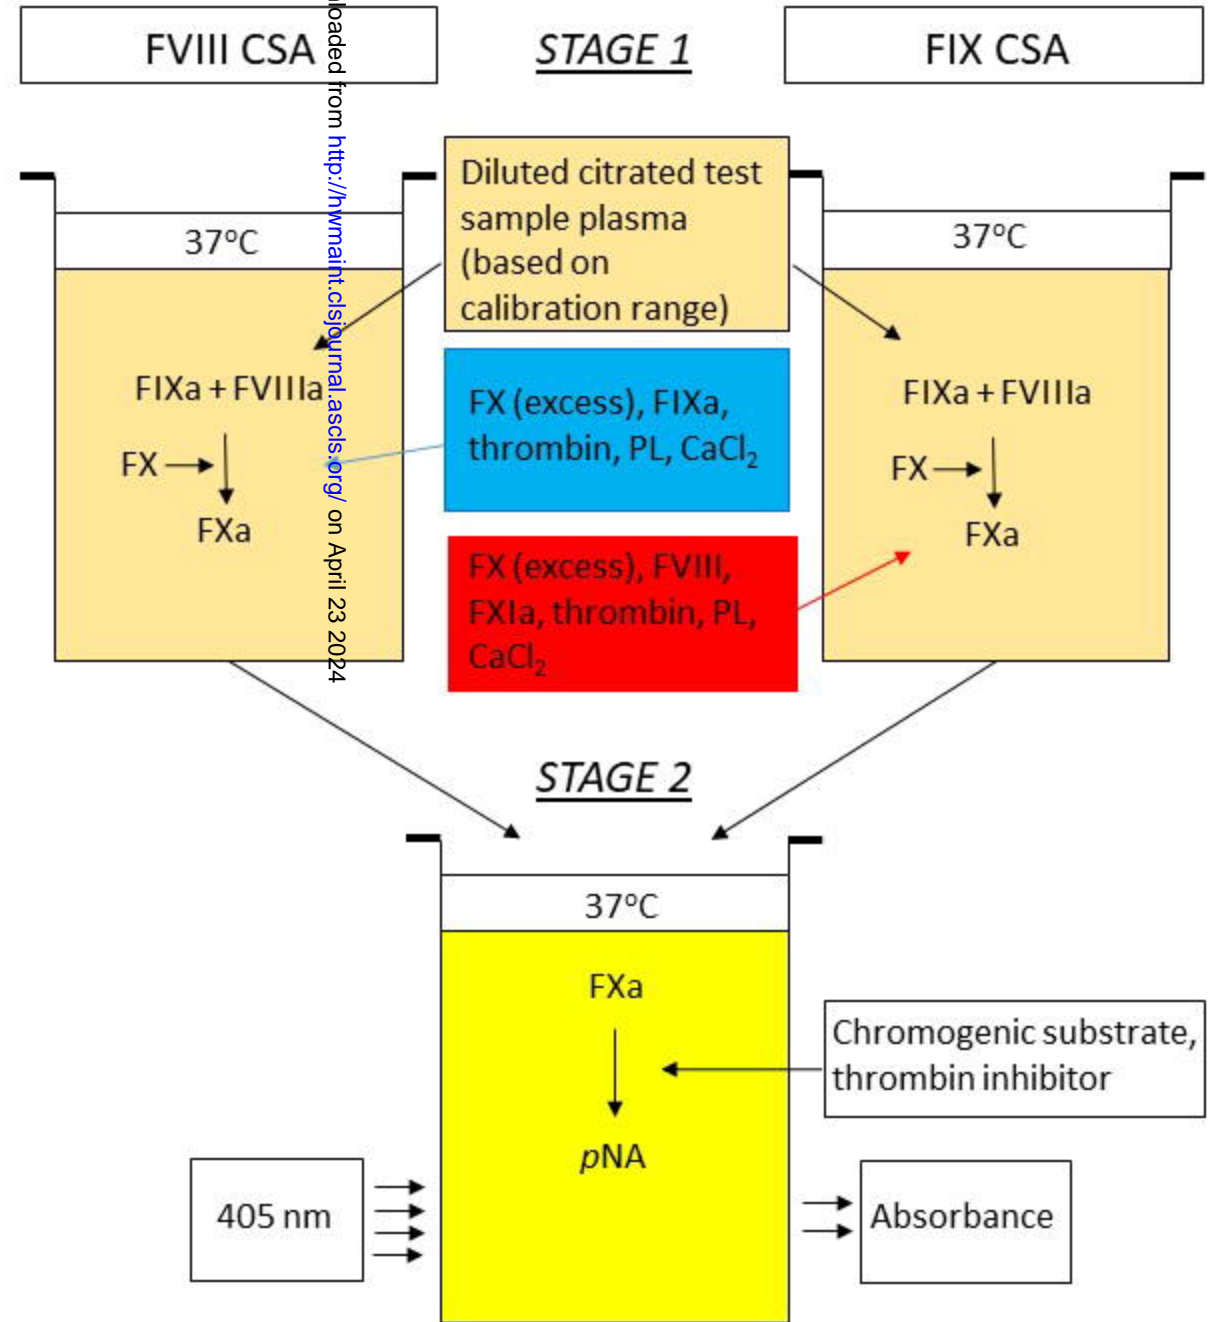 FVIII CSA
STAGE 1
FIX CSA
37°C
Diluted citrated test
sample plasma
(based on
calibration range)
37°C
FIXa + FVIIIa
FX
FXa
FX (excess), FIXa,
thrombin, PL, CaCl₂
FIXa + FVIIIa
FX
FXa
FX (excess), FVIII,
FXIa, thrombin, PL,
CaCl₂
STAGE 2
37°C
FXa
Chromogenic substrate,
thrombin inhibitor
pNA
405 nm
Absorbance
loaded from http://hwmaint.clsjournal.ascls.org/ on April 23 2024